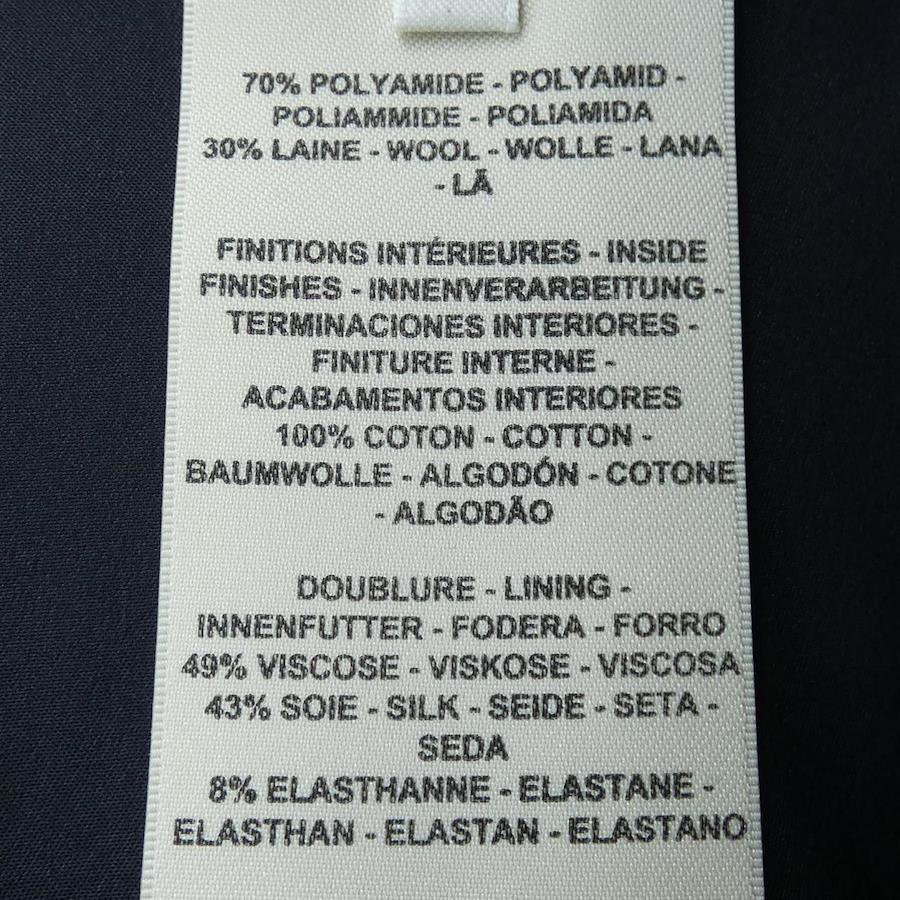 70% POLYAMIDE - POLYAMID -
POLIAMMIDE - POLIAMIDA
30% LAINE - WOOL - WOLLE - LANA
- LÃ
FINITIONS INTÉRIEURES - INSIDE
FINISHES - INNENVERARBEITUNG -
TERMINACIONES INTERIORES -
FINITURE INTERNE -
ACABAMENTOS INTERIORES
100% COTON - COTTON -
BAUMWOLLE - ALGODÓN - COTONE
- ALGODÃO
DOUBLURE - LINING -
INNENFUTTER - FODERA - FORRO
49% VISCOSE - VISKOSE - VISCOSA
43% SOIE - SILK - SEIDE - SETA -
SEDA
8% ELASTHANNE - ELASTANE -
ELASTHAN - ELASTAN - ELASTANO